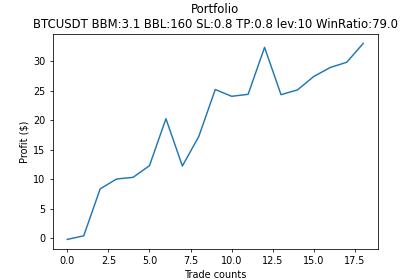 Portfolio
BTCUSDT BBM:3.1 BBL:160 SL:0.8 TP:0.8 lev:10 WinRatio:79.0
30
25
20
15
10
5
0
Profit ($)
0.0 2.5 5.0 7.5 10.0 12.5 15.0 17.5
Trade counts